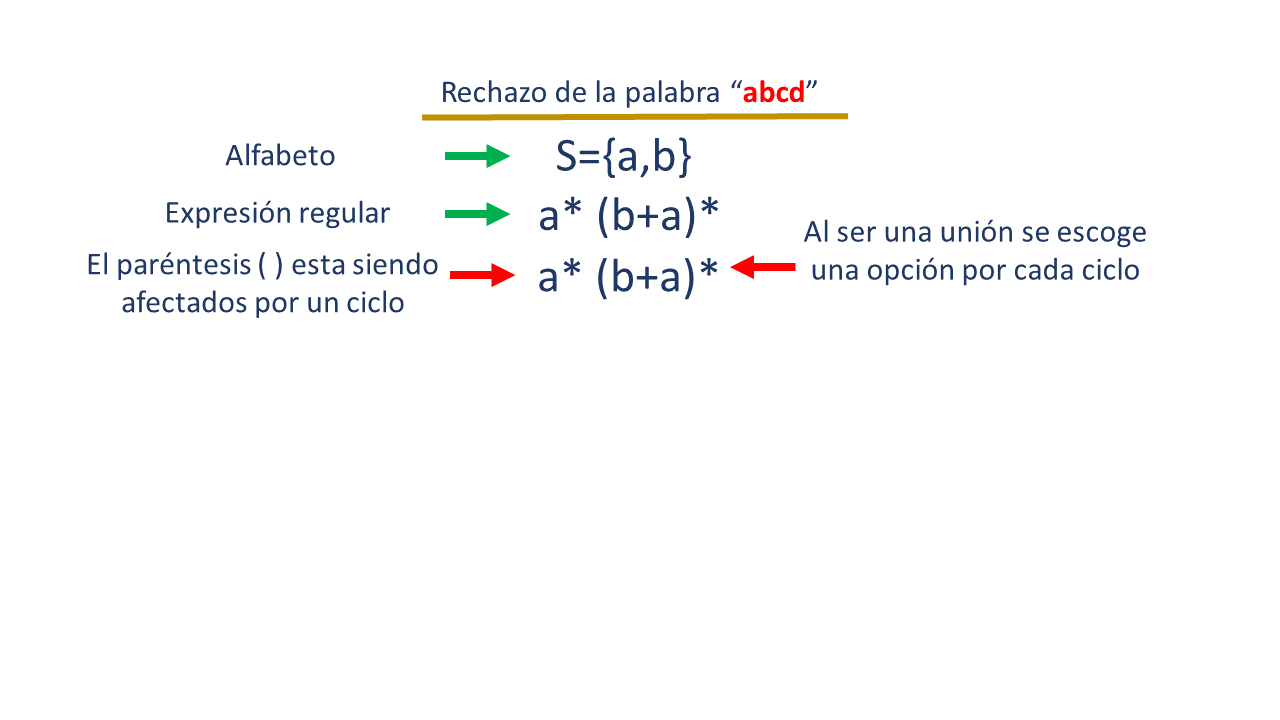 Rechazo de la palabra “abcd”
Alfabeto
S={a,b}
Expresión regular
a* (b+a)*
El paréntesis ( ) esta siendo
afectados por un ciclo
a* (b+a)*
Al ser una unión se escoge
una opción por cada ciclo